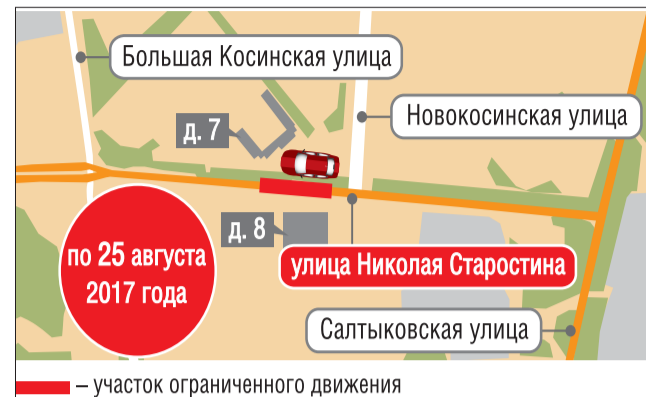 Большая Косинская улица
Новокосинская улица
д. 7
д. 8
по 25 августа
2017 года
улица Николая Старостина
Салтыковская улица
– участок ограниченного движения